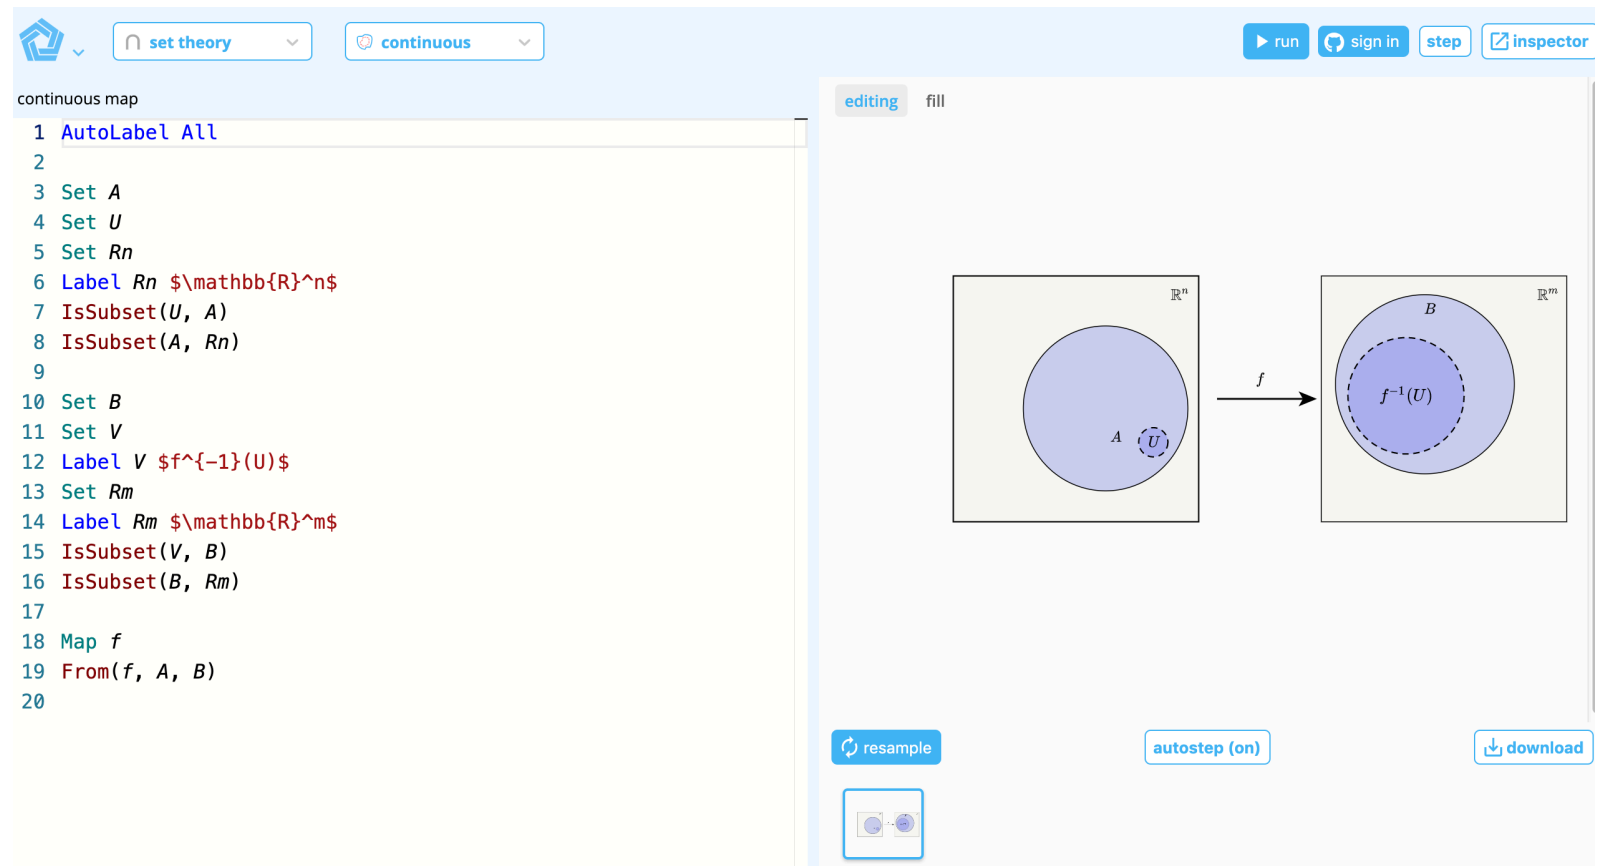 set theory
continuous
run
sign in
step
inspector
continuous map
editing
fill
1 AutoLabel All
2
3 Set A
4 Set U
5 Set Rn
6 Label Rn $\mathbb{R}^n$
7 IsSubset(U, A)
8 IsSubset(A, Rn)
9
10 Set B
11 Set V
12 Label V $f^{-1}(U)$
13 Set Rm
14 Label Rm $\mathbb{R}^m$
15 IsSubset(V, B)
16 IsSubset(B, Rm)
17
18 Map f
19 From(f, A, B)
20
ℝⁿ
A
U
f
ℝᵐ
B
f⁻¹(U)
resample
autostep (on)
download